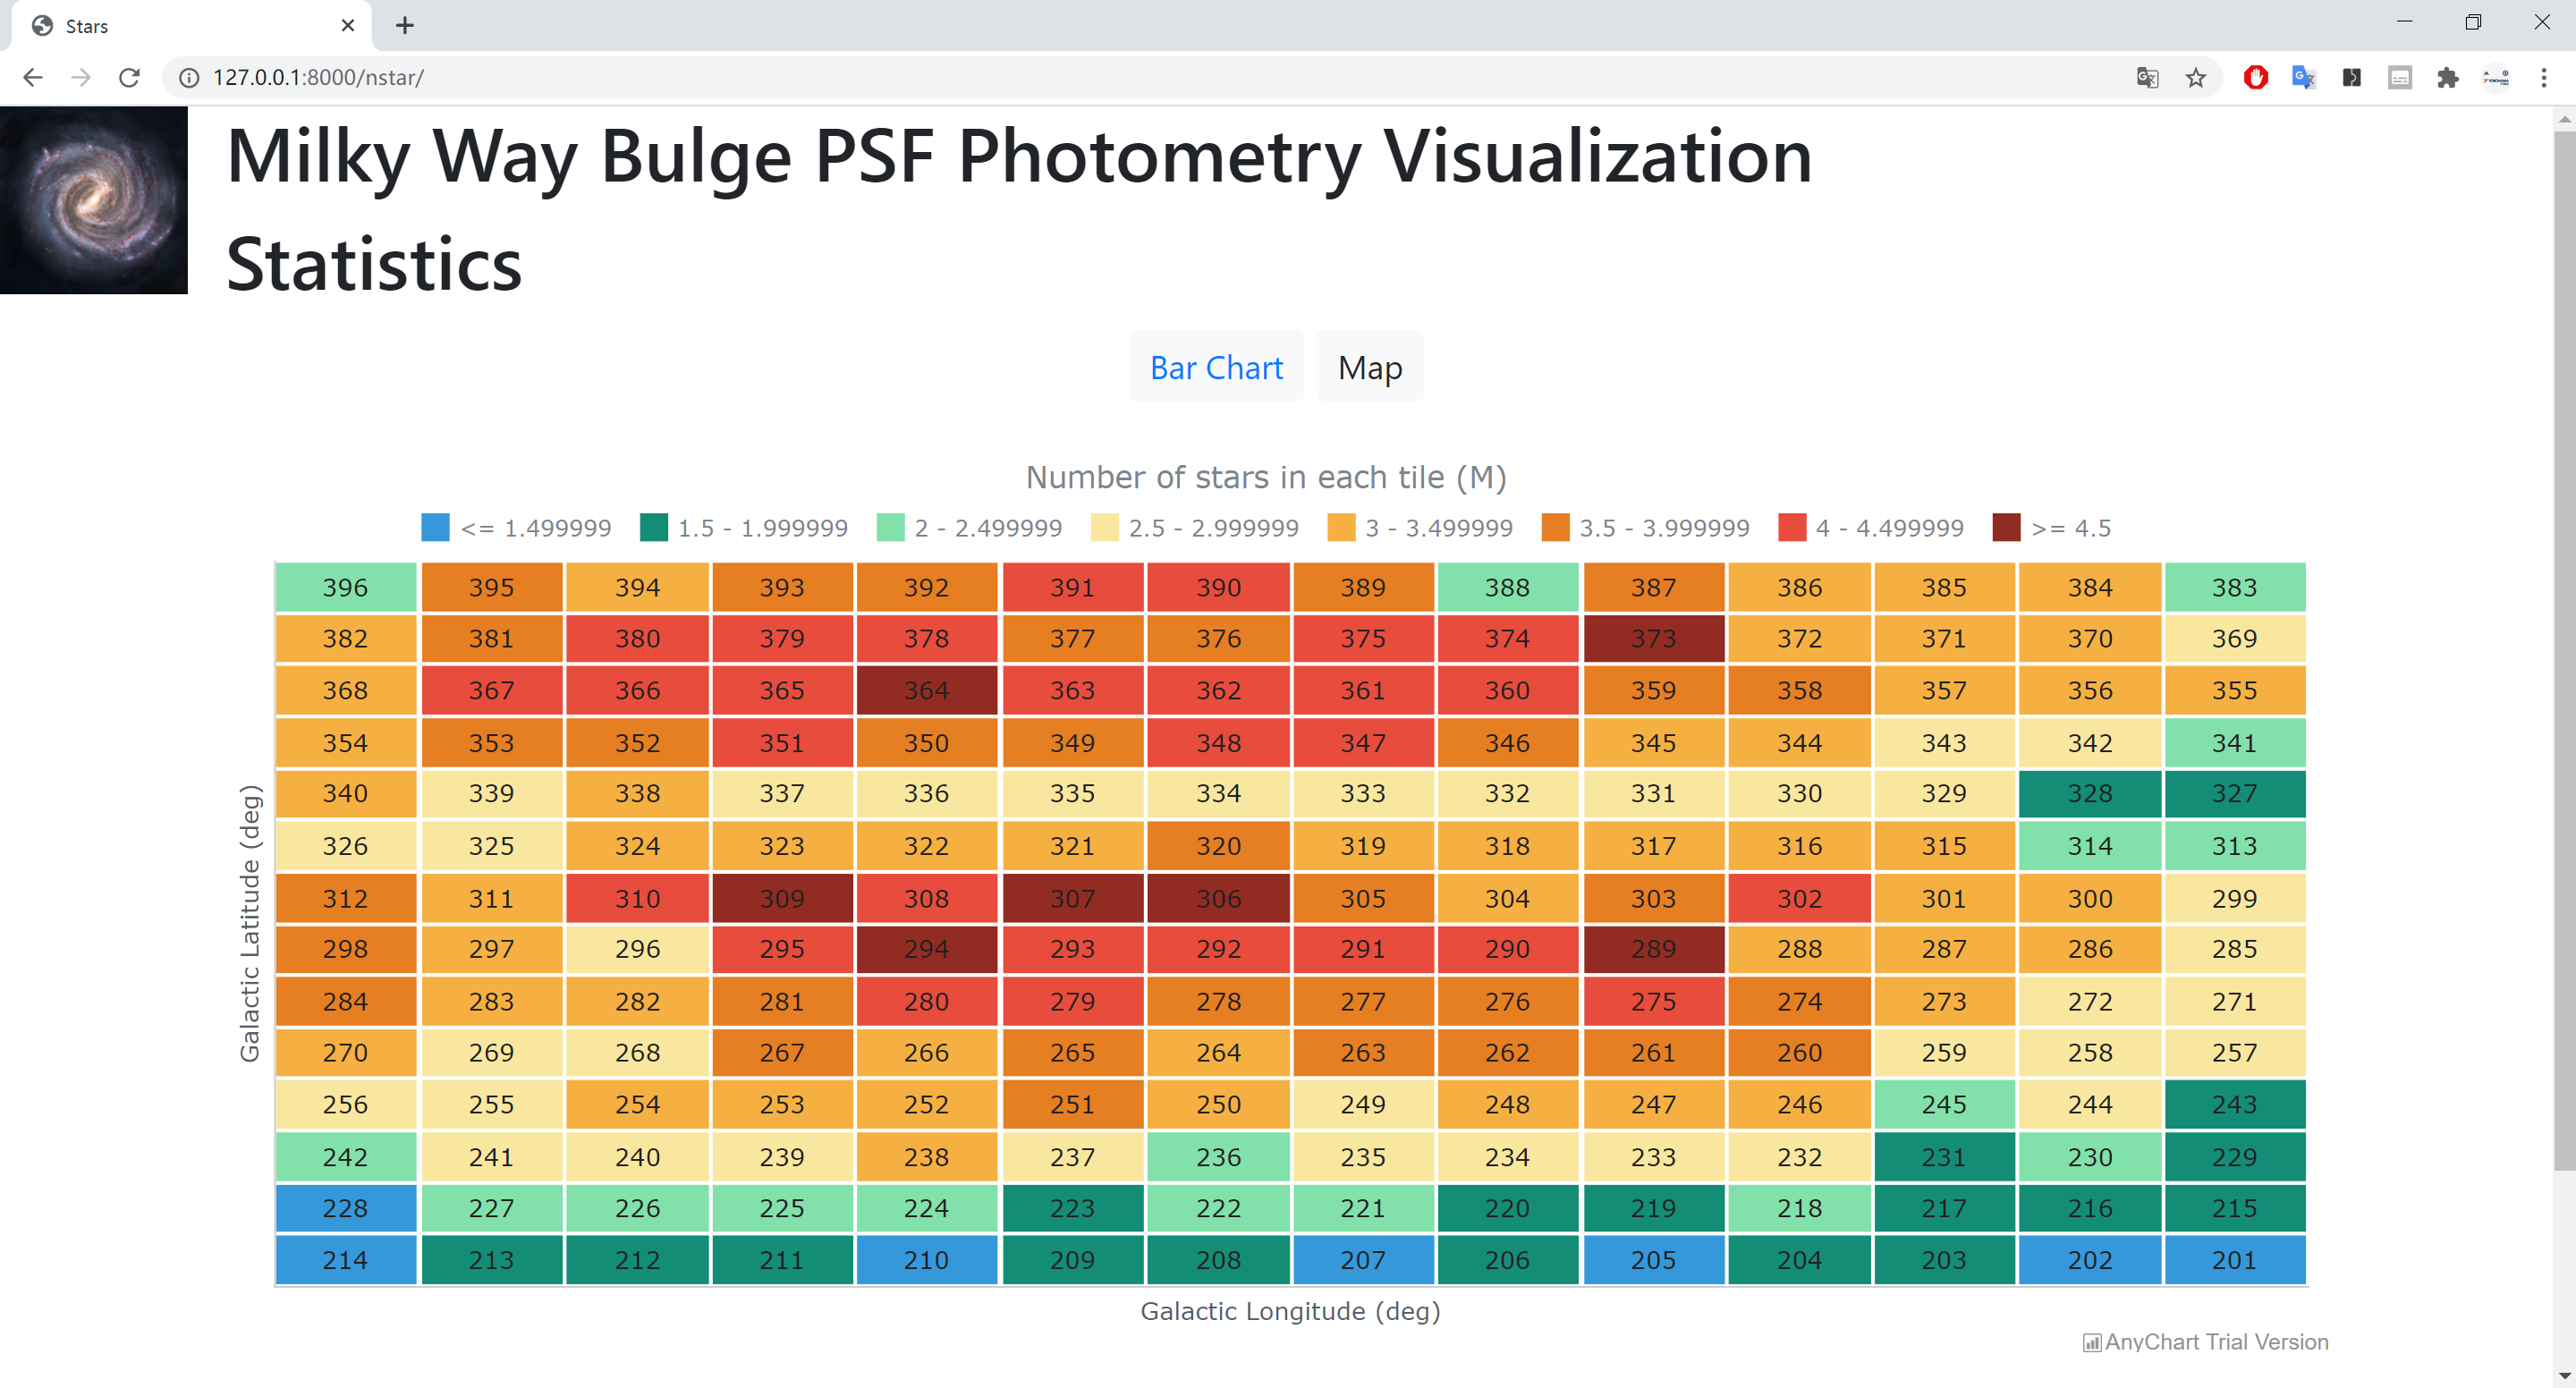 Stars
127.0.0.1:8000/nstar/
Milky Way Bulge PSF Photometry Visualization
Statistics
Bar Chart Map
Number of stars in each tile (M)
<= 1.499999 1.5 - 1.999999 2 - 2.499999 2.5 - 2.999999 3 - 3.499999 3.5 - 3.999999 4 - 4.499999 >= 4.5
Galactic Latitude (deg)
396 395 394 393 392 391 390 389 388 387 386 385 384 383
382 381 380 379 378 377 376 375 374 373 372 371 370 369
368 367 366 365 364 363 362 361 360 359 358 357 356 355
354 353 352 351 350 349 348 347 346 345 344 343 342 341
340 339 338 337 336 335 334 333 332 331 330 329 328 327
326 325 324 323 322 321 320 319 318 317 316 315 314 313
312 311 310 309 308 307 306 305 304 303 302 301 300 299
298 297 296 295 294 293 292 291 290 289 288 287 286 285
284 283 282 281 280 279 278 277 276 275 274 273 272 271
270 269 268 267 266 265 264 263 262 261 260 259 258 257
256 255 254 253 252 251 250 249 248 247 246 245 244 243
242 241 240 239 238 237 236 235 234 233 232 231 230 229
228 227 226 225 224 223 222 221 220 219 218 217 216 215
214 213 212 211 210 209 208 207 206 205 204 203 202 201
Galactic Longitude (deg)
AnyChart Trial Version